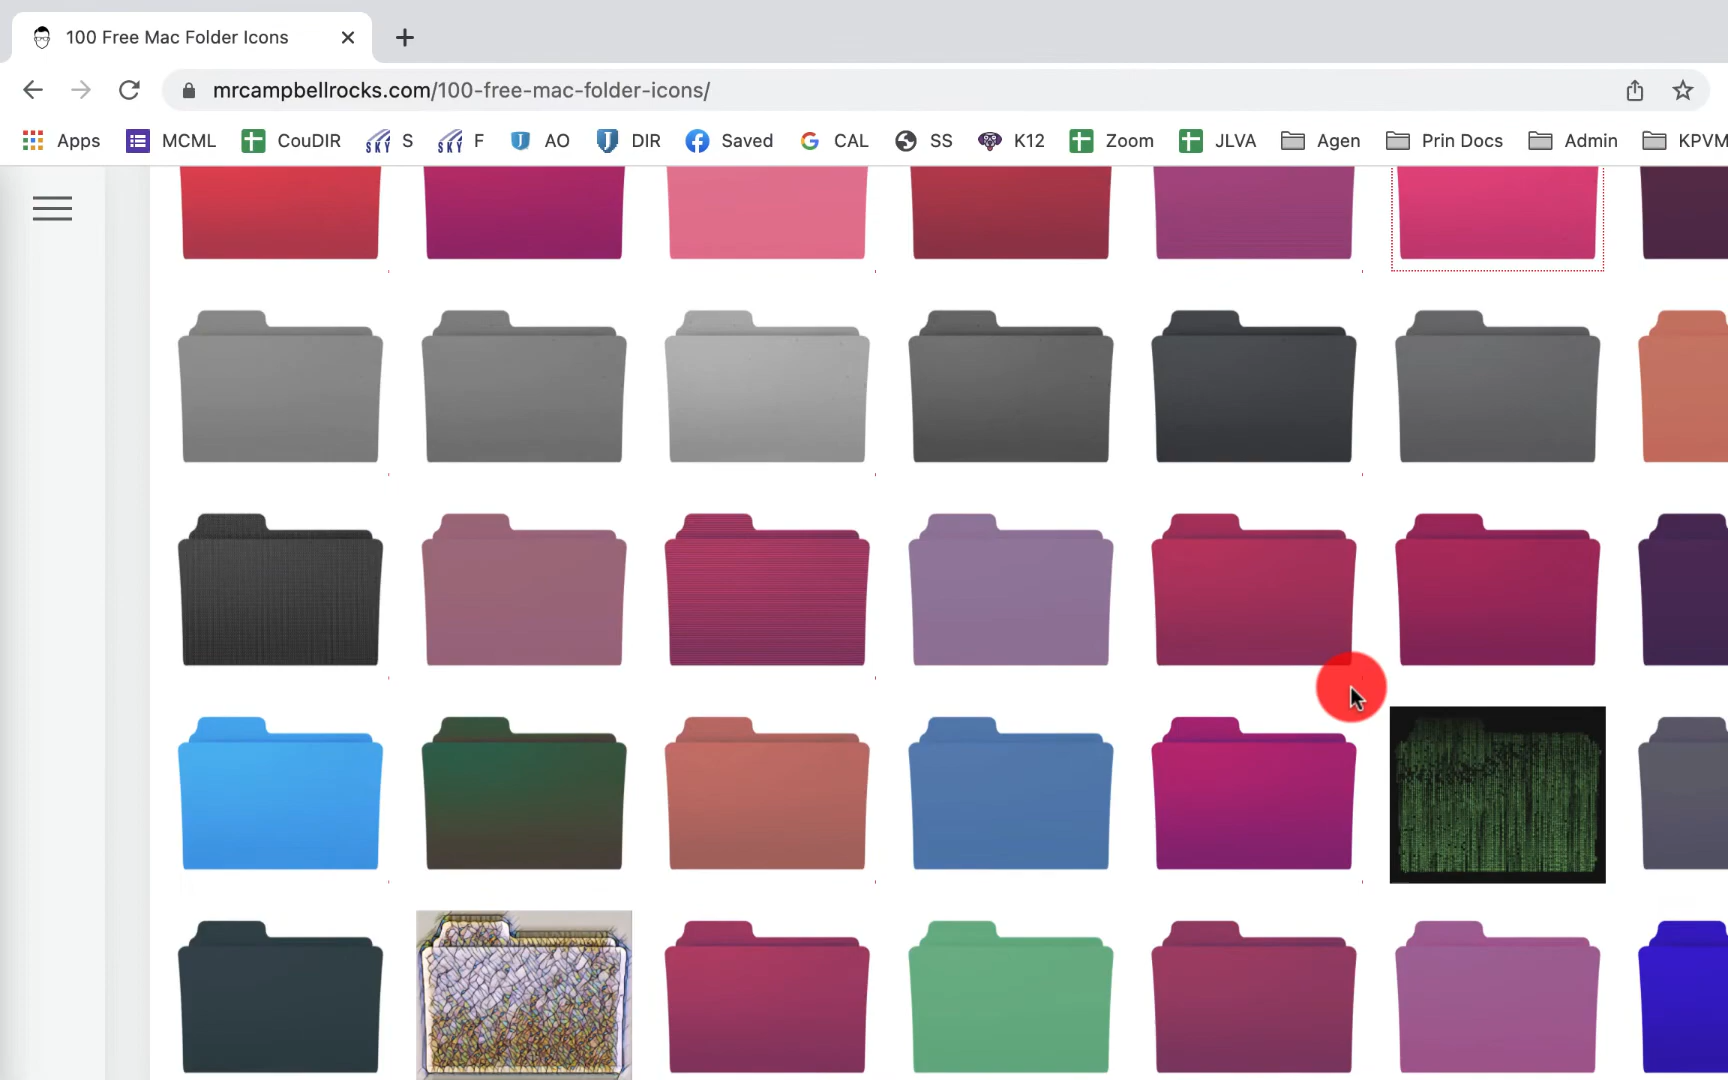 100 Free Mac Folder Icons
mrcampbellrocks.com/100-free-mac-folder-icons/
Apps MCML CouDIR S F AO DIR Saved CAL SS K12 Zoom JLVA Agen Prin Docs Admin KPVM